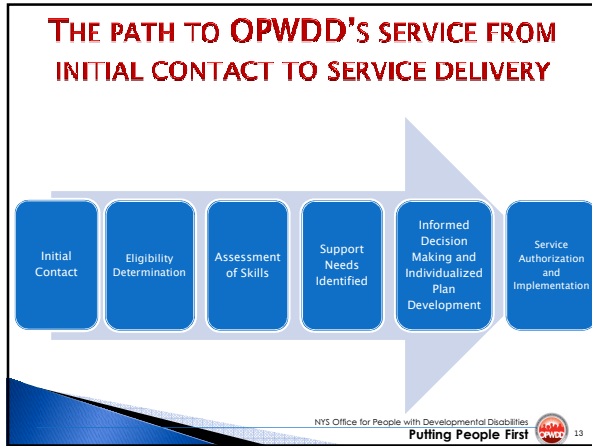 THE PATH TO OPWDD'S SERVICE FROM
INITIAL CONTACT TO SERVICE DELIVERY
Initial
Contact
Eligibility
Determination
Assessment
of Skills
Support
Needs
Identified
Informed
Decision
Making and
Individualized
Plan
Development
Service
Authorization
and
Implementation
NYS Office for People with Developmental Disabilities
Putting People First
OPWDD
13